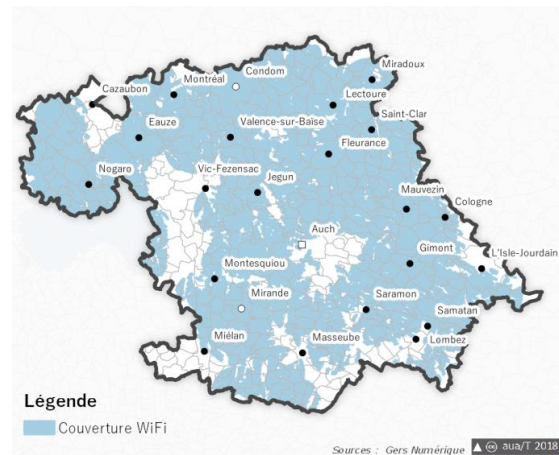 Miradoux
Condom
Montréal
Cazaubon
Lectoure
Saint-Clar
Eauze
Valence-sur-Baïse
Fleurance
Nogaro
Vic-Fezensac
Jegun
Mauvezin
Cologne
Auch
Gimont
L'Isle-Jourdain
Montesquiou
Mirande
Saramon
Samatan
Miélan
Masseube
Lombez
Légende
Couverture WiFi
Sources : Gers Numérique
cc aua/T 2018